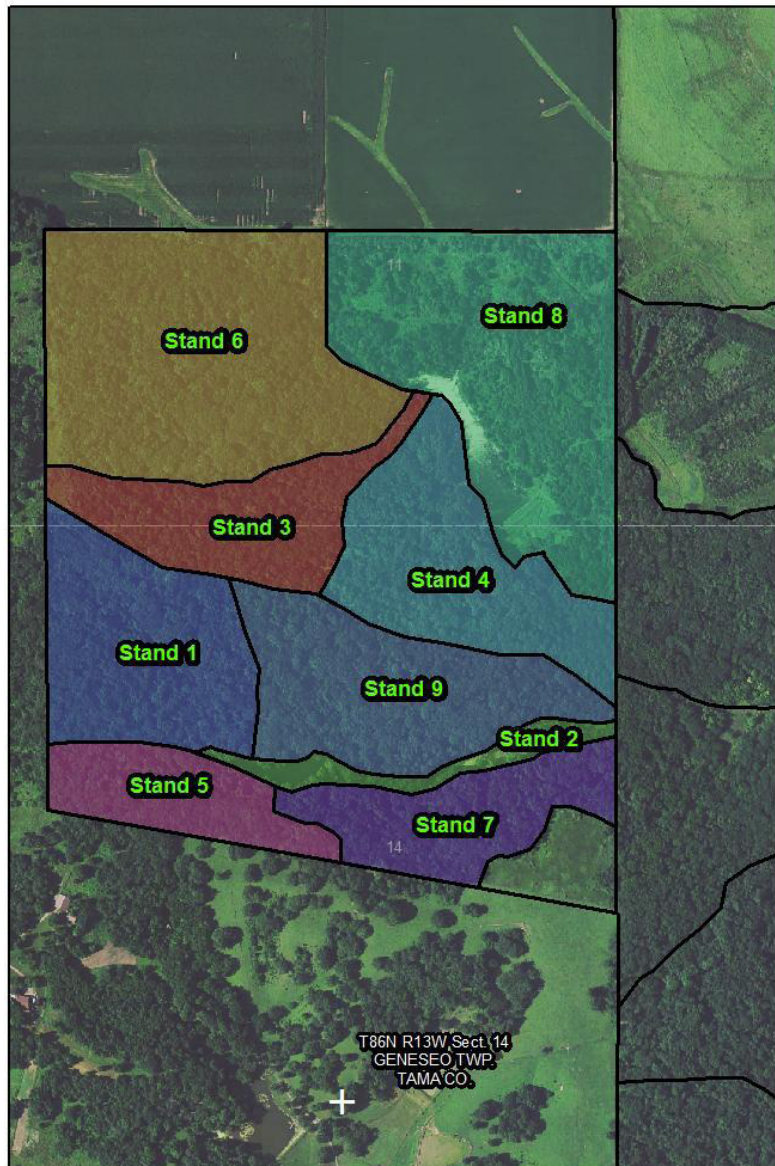 11
Stand 8
Stand 6
Stand 3
Stand 4
Stand 1
Stand 9
Stand 2
Stand 5
Stand 7
14
T86N R13W Sect. 14
GENESEO TWP.
TAMA CO.